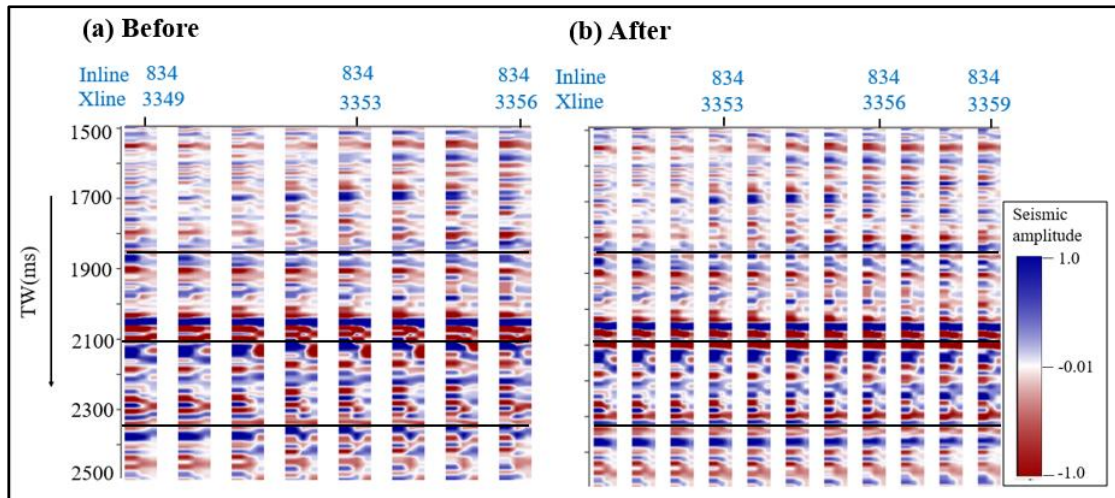 (a) Before
(b) After
Inline 834 834 834
Xline 3349 3353 3356
Inline 834 834 834
Xline 3353 3356 3359
1500
1700
1900
2100
2300
2500
TW(ms)
Seismic
amplitude
1.0
-0.01
-1.0